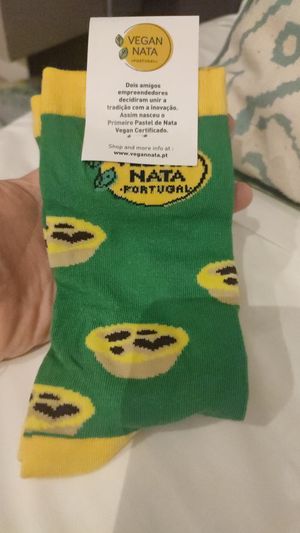 VEGAN
NATA
•PORTUGAL•
Dois amigos
empreendedores
decidiram unir a
tradição com a inovação.
Assim nasceu o
Primeiro Pastel de Nata
Vegan Certificado.
Shop and more info at :
www.vegannata.pt
VEGAN
NATA
•PORTUGAL•